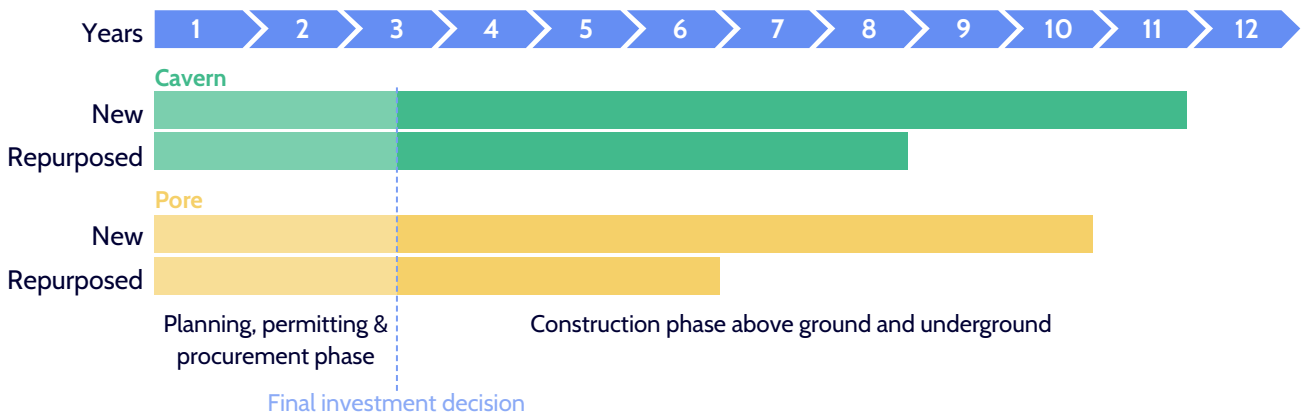 Years 1 2 3 4 5 6 7 8 9 10 11 12
Cavern
New
Repurposed
Pore
New
Repurposed
Planning, permitting &
procurement phase
Construction phase above ground and underground
Final investment decision